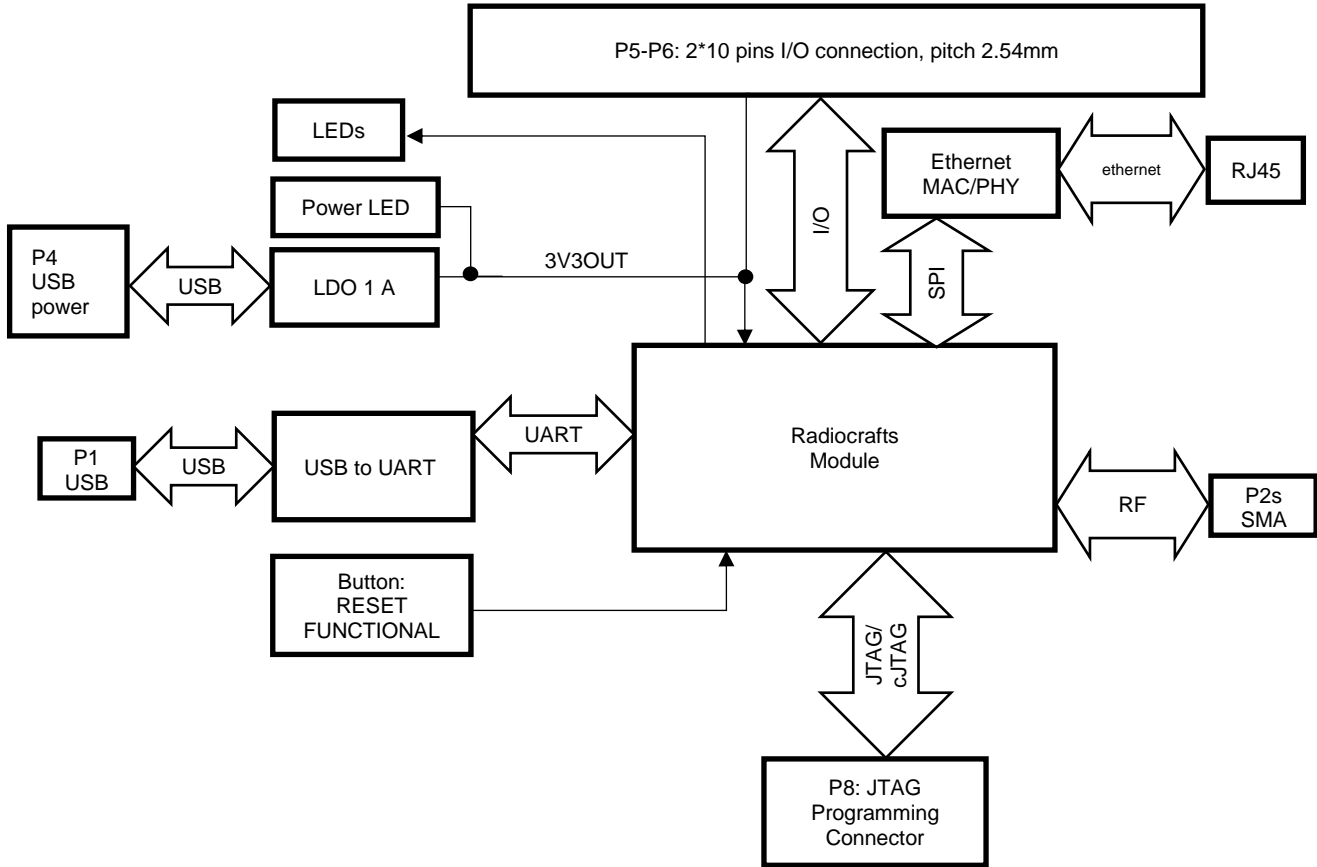 P5-P6: 2*10 pins I/O connection, pitch 2.54mm
LEDs
Ethernet
MAC/PHY
ethernet
RJ45
Power LED
I/O
P4
USB
power
USB
LDO 1 A
3V3OUT
SPI
Radiocrafts
Module
P1
USB
USB
USB to UART
UART
RF
P2s
SMA
Button:
RESET
FUNCTIONAL
JTAG/
cJTAG
P8: JTAG
Programming
Connector